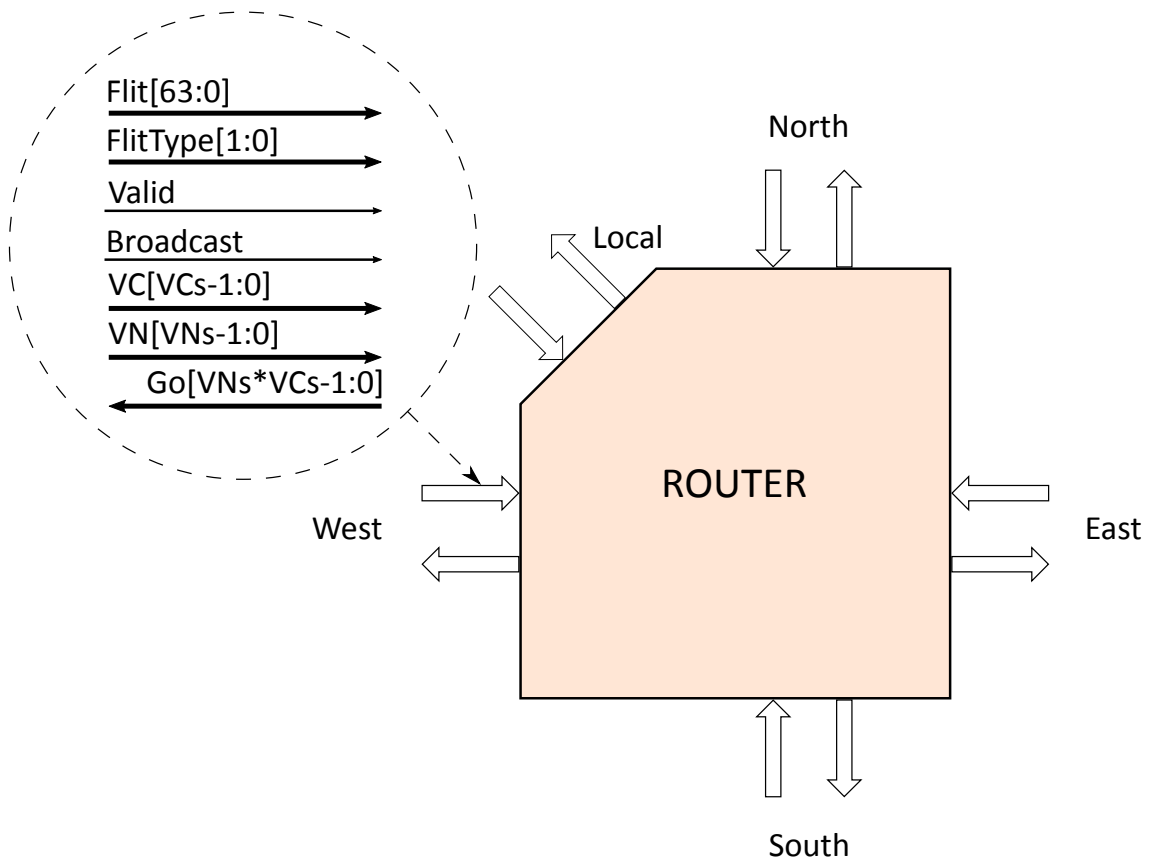 Flit[63:0]
FlitType[1:0]
Valid
Broadcast
VC[VCs-1:0]
VN[VNs-1:0]
Go[VNs*VCs-1:0]
North
Local
ROUTER
West
East
South